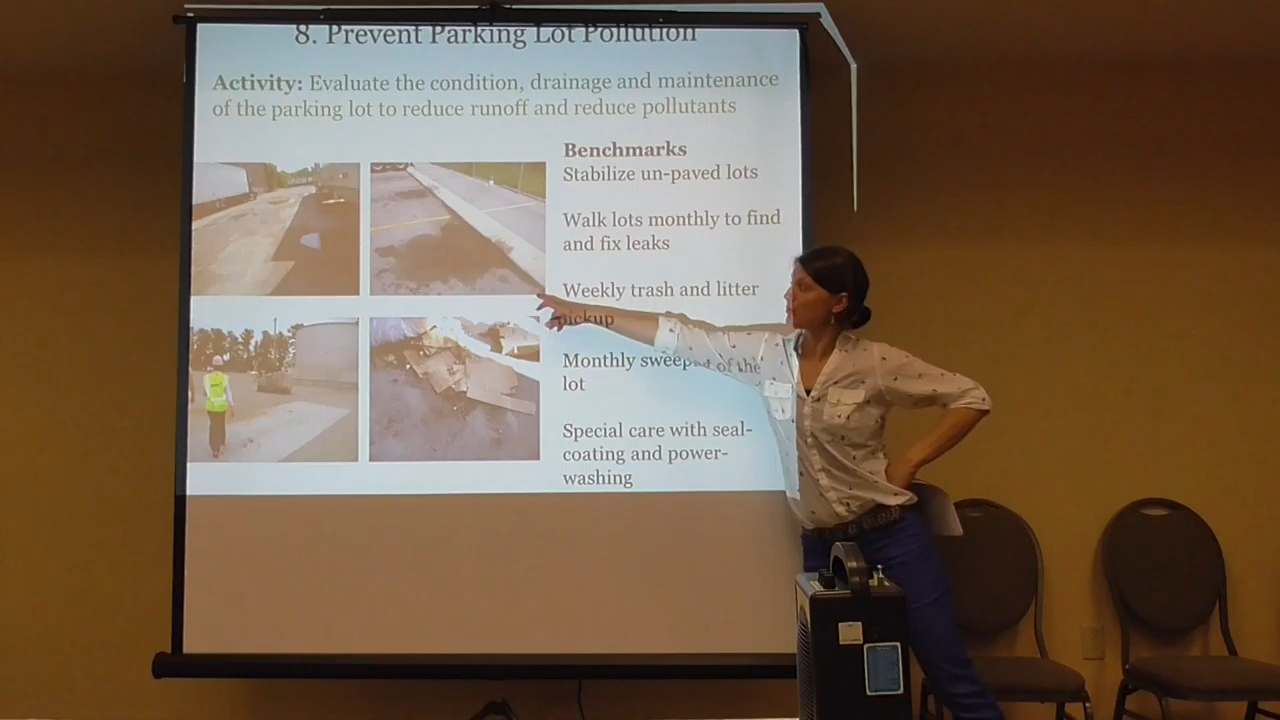 8. Prevent Parking Lot Pollution
Activity: Evaluate the condition, drainage and maintenance
of the parking lot to reduce runoff and reduce pollutants
Benchmarks
Stabilize un-paved lots
Walk lots monthly to find
and fix leaks
Weekly trash and litter
pickup
Monthly sweep of the
lot
Special care with seal-
coating and power-
washing